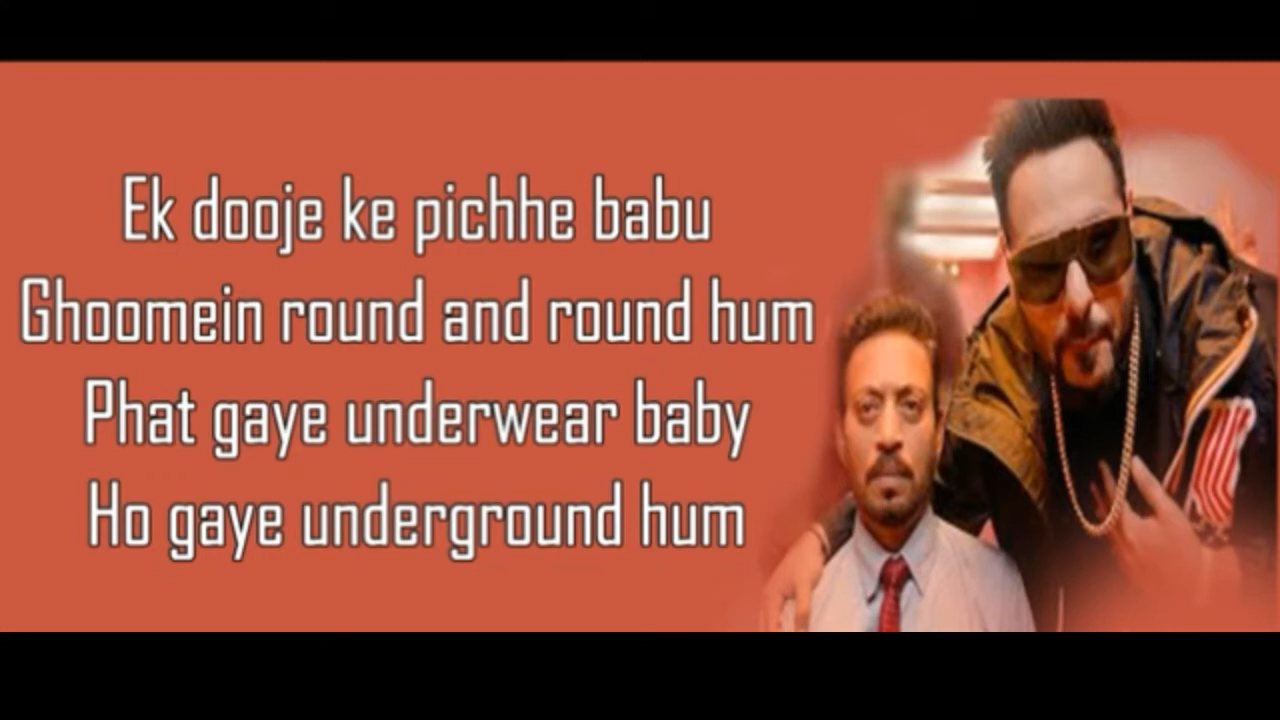 Ek dooje ke pichhe babu
Ghoomein round and round hum
Phat gaye underwear baby
Ho gaye underground hum